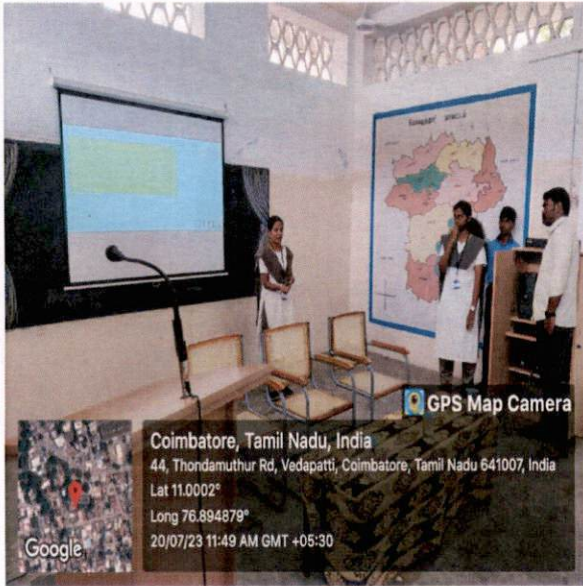 GPS Map Camera
Coimbatore, Tamil Nadu, India
44, Thondamuthur Rd, Vedapatti, Coimbatore, Tamil Nadu 641007, India
Lat 11.0002°
Long 76.894879°
20/07/23 11:49 AM GMT +05:30
Google